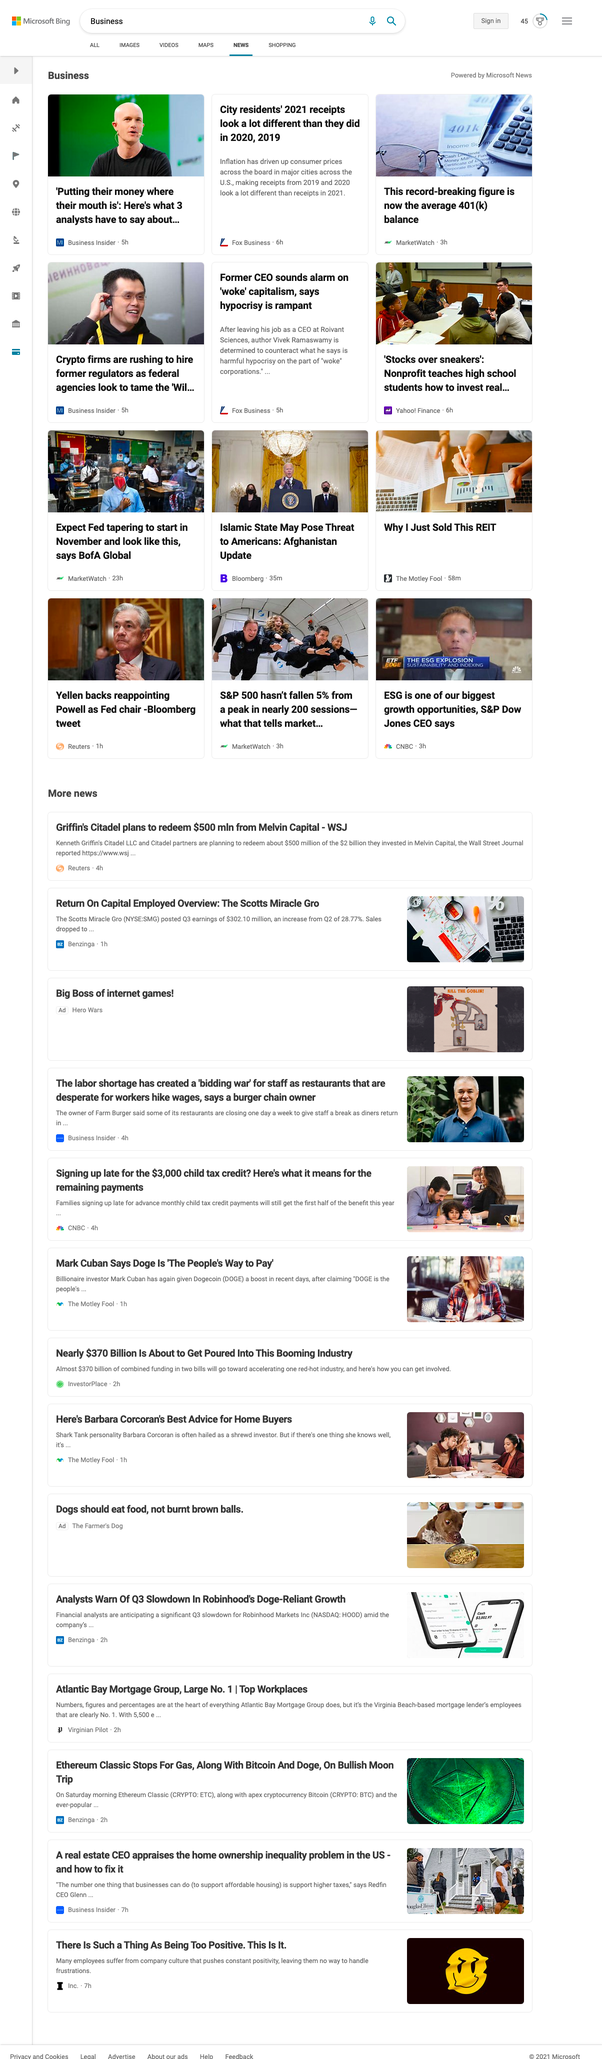 Microsoft Bing
Business
Sign in
45
ALL IMAGES VIDEOS MAPS NEWS SHOPPING
Business
Powered by Microsoft News
'Putting their money where
their mouth is': Here's what 3
analysts have to say about...
Business Insider · 5h
City residents' 2021 receipts
look a lot different than they did
in 2020, 2019
Inflation has driven up consumer prices
across the board in major cities across the
U.S., making receipts from 2019 and 2020
look a lot different than receipts in 2021.
Fox Business · 6h
401k
This record-breaking figure is
now the average 401(k)
balance
MarketWatch · 3h
Crypto firms are rushing to hire
former regulators as federal
agencies look to tame the 'Wil...
Business Insider · 5h
Former CEO sounds alarm on
'woke' capitalism, says
hypocrisy is rampant
After leaving his job as a CEO at Roivant
Sciences, author Vivek Ramaswamy is
determined to counteract what he says is
harmful hypocrisy on the part of "woke"
corporations." ...
Fox Business · 5h
'Stocks over sneakers':
Nonprofit teaches high school
students how to invest real...
Yahoo! Finance · 6h
Expect Fed tapering to start in
November and look like this,
says BofA Global
MarketWatch · 23h
Islamic State May Pose Threat
to Americans: Afghanistan
Update
Bloomberg · 35m
Why I Just Sold This REIT
The Motley Fool · 58m
Yellen backs reappointing
Powell as Fed chair -Bloomberg
tweet
Reuters · 1h
S&P 500 hasn't fallen 5% from
a peak in nearly 200 sessions—
what that tells market...
MarketWatch · 3h
ETF
EDGE
THE ESG EXPLOSION
SUSTAINABILITY AND INDEXING
ESG is one of our biggest
growth opportunities, S&P Dow
Jones CEO says
CNBC · 3h
More news
Griffin's Citadel plans to redeem $500 mln from Melvin Capital - WSJ
Kenneth Griffin's Citadel LLC and Citadel partners are planning to redeem about $500 million of the $2 billion they invested in Melvin Capital, the Wall Street Journal
reported https://www.wsj ...
Reuters · 4h
Return On Capital Employed Overview: The Scotts Miracle Gro
The Scotts Miracle Gro (NYSE:SMG) posted Q3 earnings of $302.10 million, an increase from Q2 of 28.77%. Sales
dropped to ...
Benzinga · 1h
Big Boss of internet games!
Ad Hero Wars
KILL THE GOBLIN!
The labor shortage has created a 'bidding war' for staff as restaurants that are
desperate for workers hike wages, says a burger chain owner
The owner of Farm Burger said some of its restaurants are closing one day a week to give staff a break as diners return
in ...
Business Insider · 4h
Signing up late for the $3,000 child tax credit? Here's what it means for the
remaining payments
Families signing up late for advance monthly child tax credit payments will still get the first half of the benefit this year
...
CNBC · 4h
Mark Cuban Says Doge Is 'The People's Way to Pay'
Billionaire investor Mark Cuban has again given Dogecoin (DOGE) a boost in recent days, after claiming "DOGE is the
people's ...
The Motley Fool · 1h
Nearly $370 Billion Is About to Get Poured Into This Booming Industry
Almost $370 billion of combined funding in two bills will go toward accelerating one red-hot industry, and here's how you can get involved.
InvestorPlace · 2h
Here's Barbara Corcoran's Best Advice for Home Buyers
Shark Tank personality Barbara Corcoran is often hailed as a shrewd investor. But if there's one thing she knows well,
it's ...
The Motley Fool · 1h
Dogs should eat food, not burnt brown balls.
Ad The Farmer's Dog
Analysts Warn Of Q3 Slowdown In Robinhood's Doge-Reliant Growth
Financial analysts are anticipating a significant Q3 slowdown for Robinhood Markets Inc (NASDAQ: HOOD) amid the
company's ...
Benzinga · 2h
Atlantic Bay Mortgage Group, Large No. 1 | Top Workplaces
Numbers, figures and percentages are at the heart of everything Atlantic Bay Mortgage Group does, but it's the Virginia Beach-based mortgage lender's employees
that are clearly No. 1. With 5,500 e ...
Virginian Pilot · 2h
Ethereum Classic Stops For Gas, Along With Bitcoin And Doge, On Bullish Moon
Trip
On Saturday morning Ethereum Classic (CRYPTO: ETC), along with apex cryptocurrency Bitcoin (CRYPTO: BTC) and the
ever-popular ...
Benzinga · 2h
A real estate CEO appraises the home ownership inequality problem in the US -
and how to fix it
"The number one thing that businesses can do (to support affordable housing) is support higher taxes," says Redfin
CEO Glenn ...
Business Insider · 7h
There Is Such a Thing As Being Too Positive. This Is It.
Many employees suffer from company culture that pushes constant positivity, leaving them no way to handle
frustrations.
Inc. · 7h
Privacy and Cookies Legal Advertise About our ads Help Feedback
© 2021 Microsoft